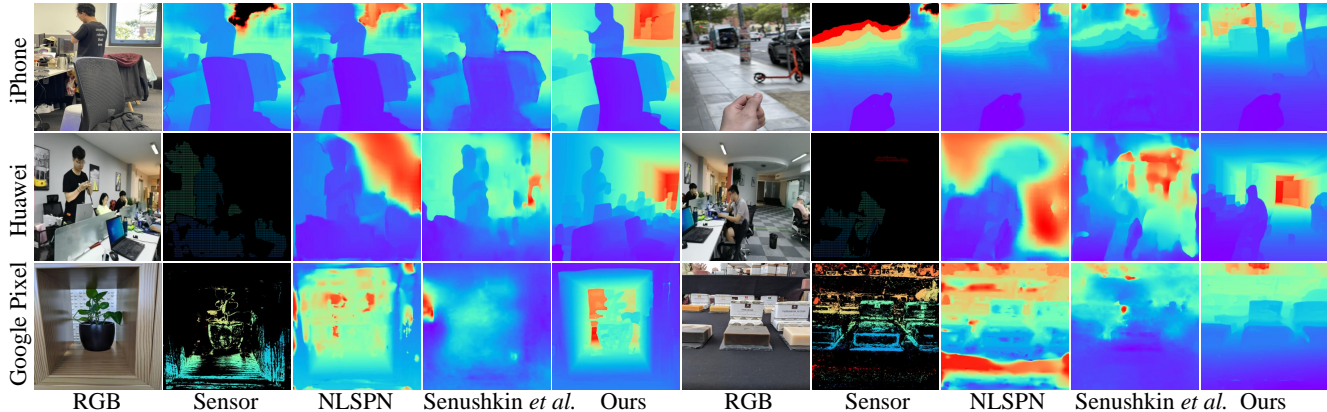 iPhone
Huawei
Google Pixel
RGB Sensor NLSPN Senushkin et al. Ours RGB Sensor NLSPN Senushkin et al. Ours